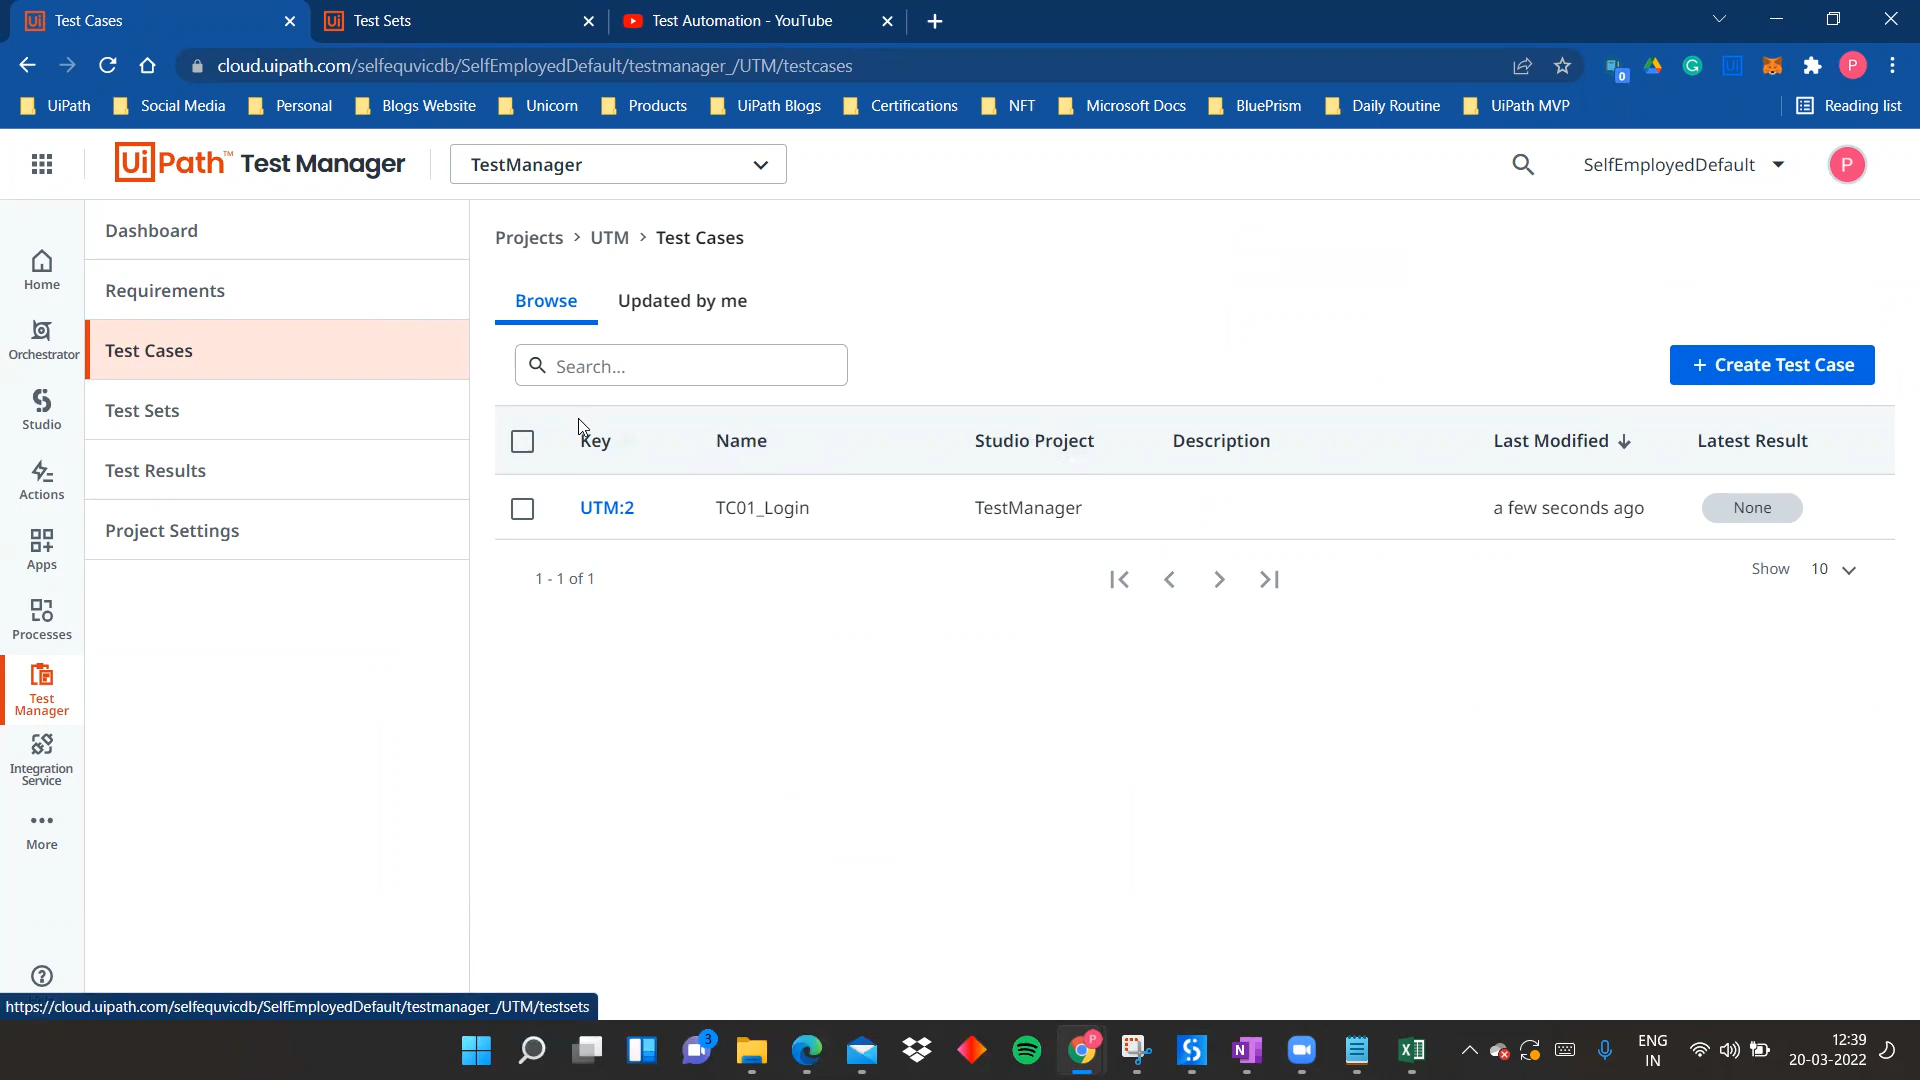 Test Cases
Test Sets
Test Automation - YouTube
cloud.uipath.com/selfequvicdb/SelfEmployedDefault/testmanager_/UTM/testcases
0
P
UiPath
Social Media
Personal
Blogs Website
Unicorn
Products
UiPath Blogs
Certifications
NFT
Microsoft Docs
BluePrism
Daily Routine
UiPath MVP
Reading list
UiPath™ Test Manager
TestManager
SelfEmployedDefault
P
Home
Orchestrator
Studio
Actions
Apps
Processes
Test
Manager
Integration
Service
More
Dashboard
Requirements
Test Cases
Test Sets
Test Results
Project Settings
Projects > UTM > Test Cases
Browse
Updated by me
Search...
+ Create Test Case
Key Name Studio Project Description Last Modified Latest Result
UTM:2 TC01_Login TestManager a few seconds ago None
1 - 1 of 1
Show 10
https://cloud.uipath.com/selfequvicdb/SelfEmployedDefault/testmanager_/UTM/testsets
3
P
ENG
IN
12:39
20-03-2022